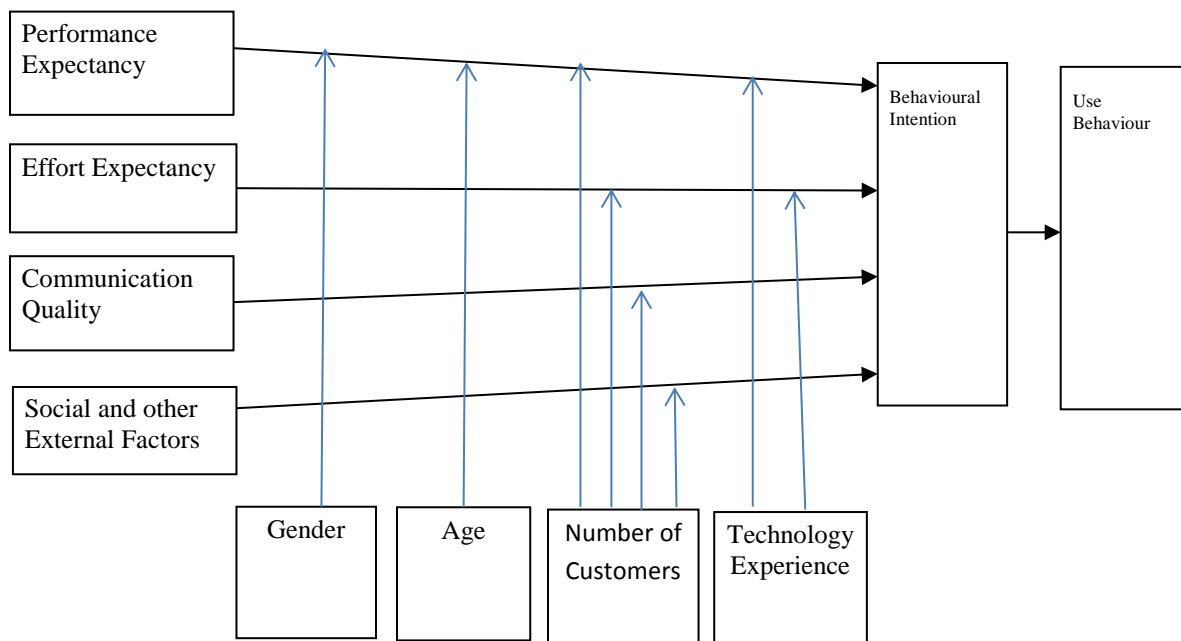 Performance
Expectancy
Behavioural
Intention
Use
Behaviour
Effort Expectancy
Communication
Quality
Social and other
External Factors
Gender
Age
Number of
Customers
Technology
Experience